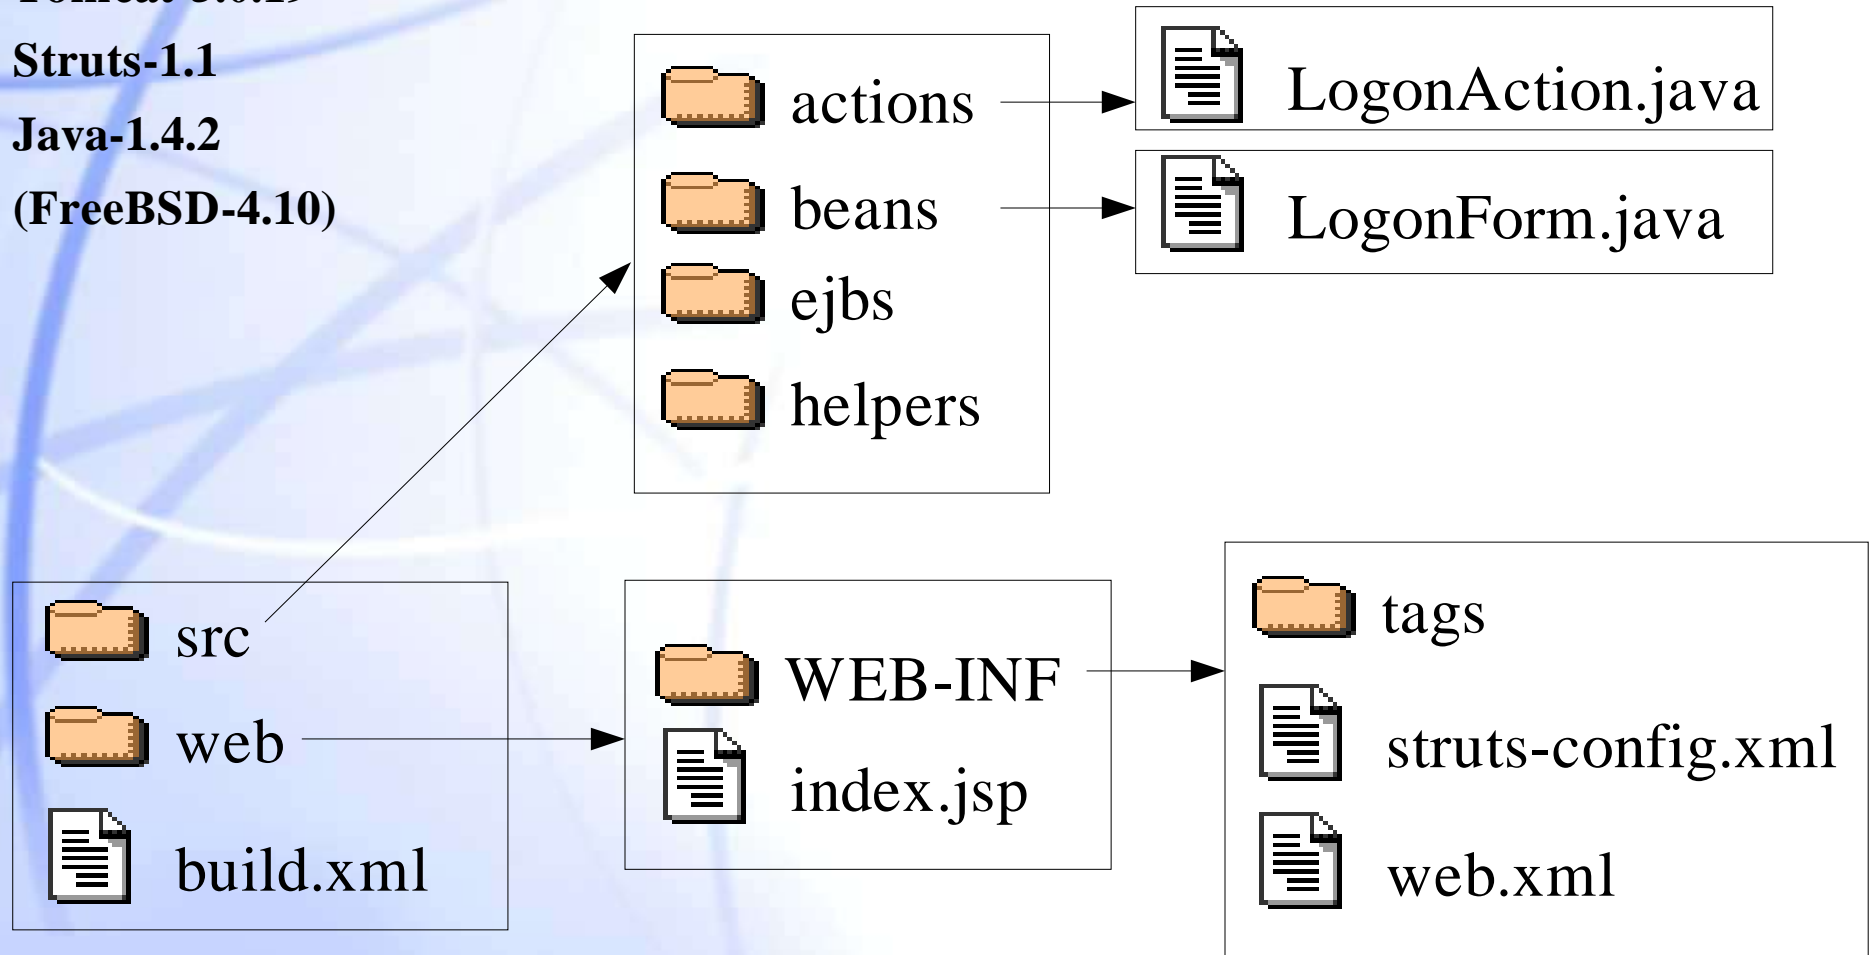 Struts-1.1
Java-1.4.2
(FreeBSD-4.10)
actions
beans
ejbs
helpers
LogonAction.java
LogonForm.java
src
web
build.xml
WEB-INF
index.jsp
tags
struts-config.xml
web.xml